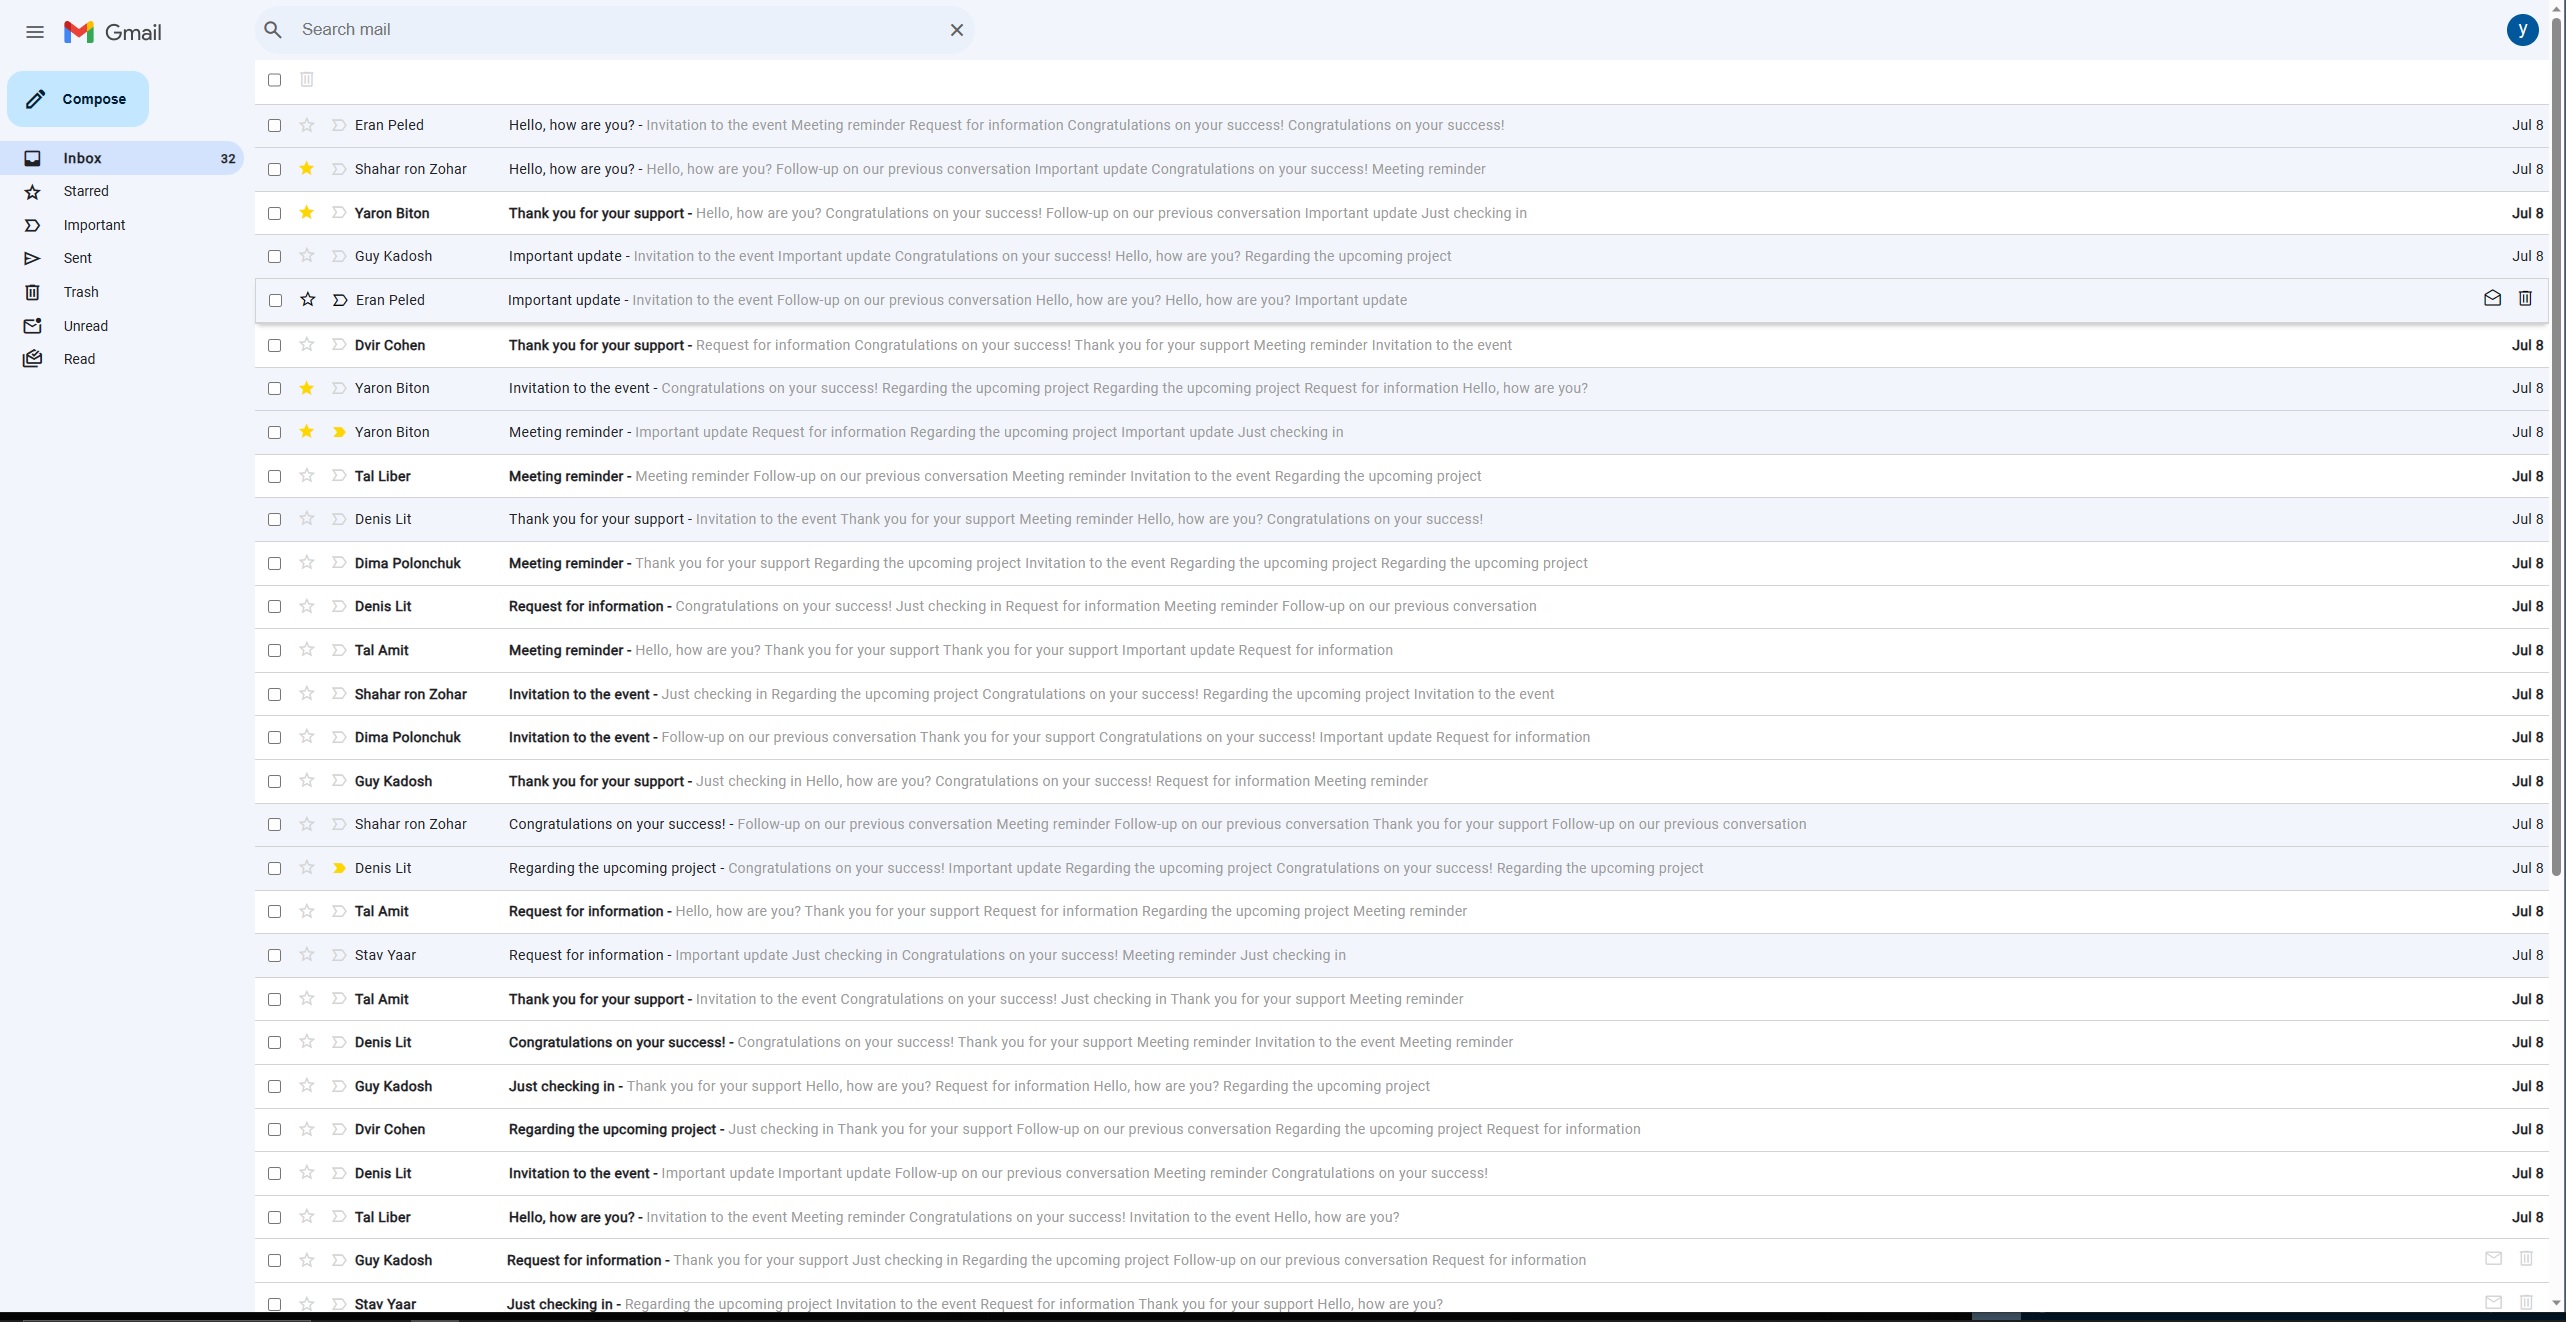 Gmail
Search mail
y
Compose
Inbox 32
Starred
Important
Sent
Trash
Unread
Read
Eran Peled Hello, how are you? - Invitation to the event Meeting reminder Request for information Congratulations on your success! Congratulations on your success! Jul 8
Shahar ron Zohar Hello, how are you? - Hello, how are you? Follow-up on our previous conversation Important update Congratulations on your success! Meeting reminder Jul 8
Yaron Biton Thank you for your support - Hello, how are you? Congratulations on your success! Follow-up on our previous conversation Important update Just checking in Jul 8
Guy Kadosh Important update - Invitation to the event Important update Congratulations on your success! Hello, how are you? Regarding the upcoming project Jul 8
Eran Peled Important update - Invitation to the event Follow-up on our previous conversation Hello, how are you? Hello, how are you? Important update
Dvir Cohen Thank you for your support - Request for information Congratulations on your success! Thank you for your support Meeting reminder Invitation to the event Jul 8
Yaron Biton Invitation to the event - Congratulations on your success! Regarding the upcoming project Regarding the upcoming project Request for information Hello, how are you? Jul 8
Yaron Biton Meeting reminder - Important update Request for information Regarding the upcoming project Important update Just checking in Jul 8
Tal Liber Meeting reminder - Meeting reminder Follow-up on our previous conversation Meeting reminder Invitation to the event Regarding the upcoming project Jul 8
Denis Lit Thank you for your support - Invitation to the event Thank you for your support Meeting reminder Hello, how are you? Congratulations on your success! Jul 8
Dima Polonchuk Meeting reminder - Thank you for your support Regarding the upcoming project Invitation to the event Regarding the upcoming project Regarding the upcoming project Jul 8
Denis Lit Request for information - Congratulations on your success! Just checking in Request for information Meeting reminder Follow-up on our previous conversation Jul 8
Tal Amit Meeting reminder - Hello, how are you? Thank you for your support Thank you for your support Important update Request for information Jul 8
Shahar ron Zohar Invitation to the event - Just checking in Regarding the upcoming project Congratulations on your success! Regarding the upcoming project Invitation to the event Jul 8
Dima Polonchuk Invitation to the event - Follow-up on our previous conversation Thank you for your support Congratulations on your success! Important update Request for information Jul 8
Guy Kadosh Thank you for your support - Just checking in Hello, how are you? Congratulations on your success! Request for information Meeting reminder Jul 8
Shahar ron Zohar Congratulations on your success! - Follow-up on our previous conversation Meeting reminder Follow-up on our previous conversation Thank you for your support Follow-up on our previous conversation Jul 8
Denis Lit Regarding the upcoming project - Congratulations on your success! Important update Regarding the upcoming project Congratulations on your success! Regarding the upcoming project Jul 8
Tal Amit Request for information - Hello, how are you? Thank you for your support Request for information Regarding the upcoming project Meeting reminder Jul 8
Stav Yaar Request for information - Important update Just checking in Congratulations on your success! Meeting reminder Just checking in Jul 8
Tal Amit Thank you for your support - Invitation to the event Congratulations on your success! Just checking in Thank you for your support Meeting reminder Jul 8
Denis Lit Congratulations on your success! - Congratulations on your success! Thank you for your support Meeting reminder Invitation to the event Meeting reminder Jul 8
Guy Kadosh Just checking in - Thank you for your support Hello, how are you? Request for information Hello, how are you? Regarding the upcoming project Jul 8
Dvir Cohen Regarding the upcoming project - Just checking in Thank you for your support Follow-up on our previous conversation Regarding the upcoming project Request for information Jul 8
Denis Lit Invitation to the event - Important update Important update Follow-up on our previous conversation Meeting reminder Congratulations on your success! Jul 8
Tal Liber Hello, how are you? - Invitation to the event Meeting reminder Congratulations on your success! Invitation to the event Hello, how are you? Jul 8
Guy Kadosh Request for information - Thank you for your support Just checking in Regarding the upcoming project Follow-up on our previous conversation Request for information
Stav Yaar Just checking in - Regarding the upcoming project Invitation to the event Request for information Thank you for your support Hello, how are you?